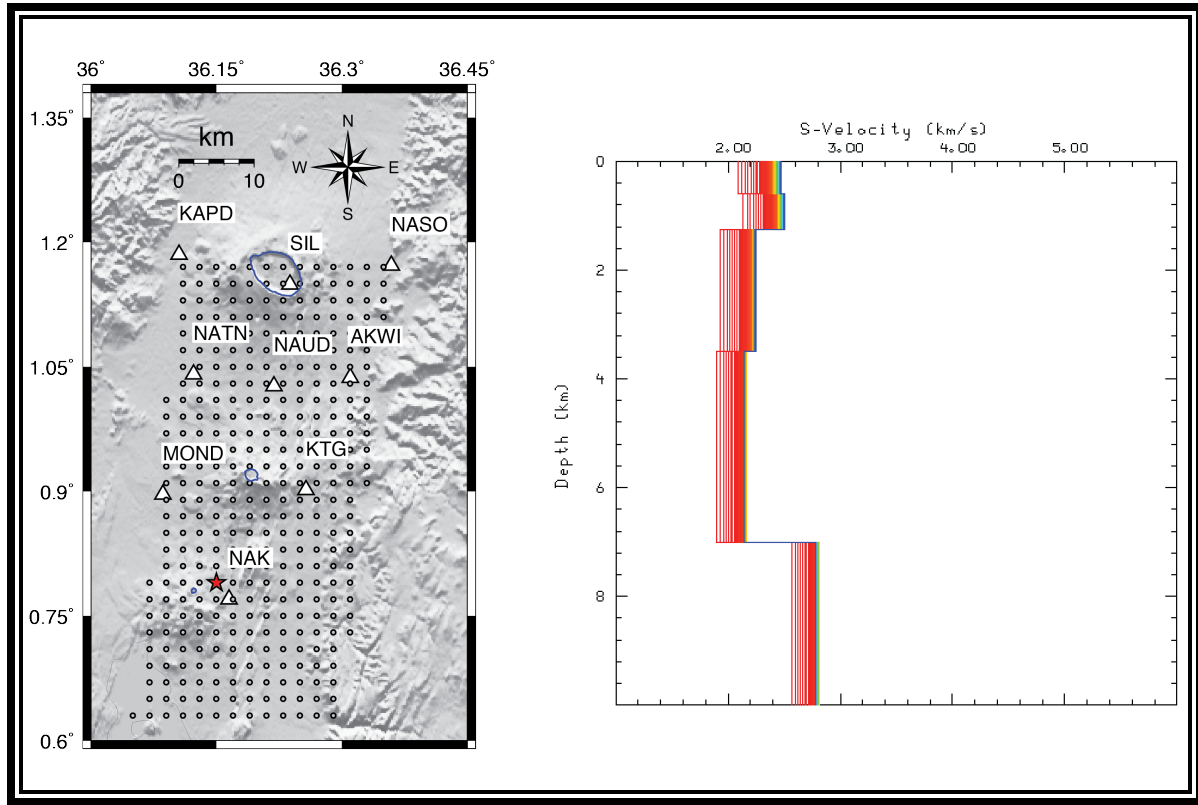 36° 36.15° 36.3° 36.45°
1.35°
1.2°
1.05°
0.9°
0.75°
0.6°
km
0 10
N
W E
S
KAPD
NASO
SIL
NATN
NAUD
AKWI
MOND
KTG
NAK
S-Velocity (km/s)
2.00 3.00 4.00 5.00
0
2
4
6
8
Depth (km)